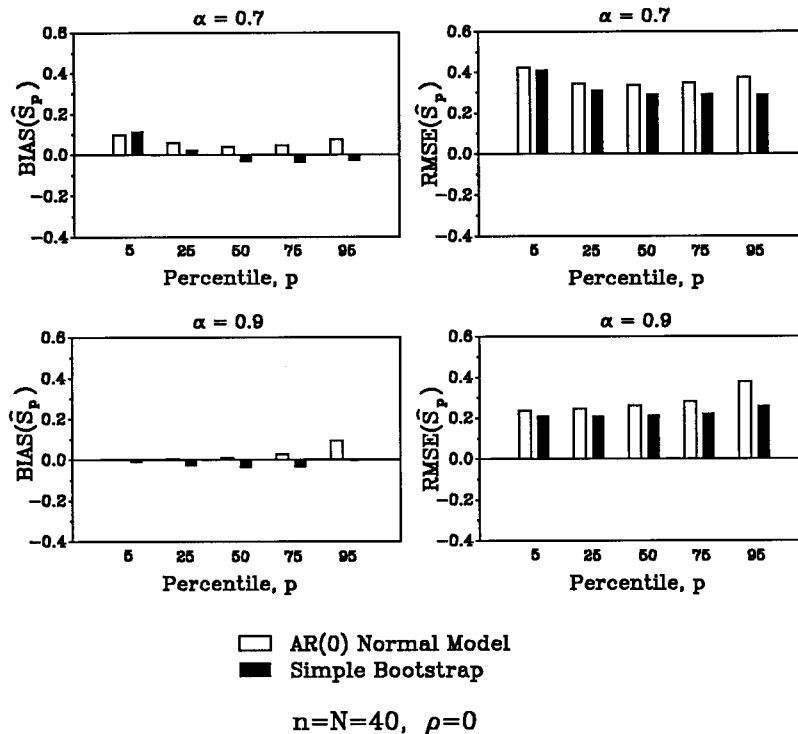 α = 0.7
BIAS(Ŝp)
0.6
0.4
0.2
0.0
−0.2
−0.4
5 25 50 75 95
Percentile, p
α = 0.7
RMSE(Ŝp)
0.6
0.4
0.2
0.0
−0.2
−0.4
5 25 50 75 95
Percentile, p
α = 0.9
BIAS(Ŝp)
0.6
0.4
0.2
0.0
−0.2
−0.4
5 25 50 75 95
Percentile, p
α = 0.9
RMSE(Ŝp)
0.6
0.4
0.2
0.0
−0.2
−0.4
5 25 50 75 95
Percentile, p
AR(0) Normal Model
Simple Bootstrap
n=N=40, ρ=0